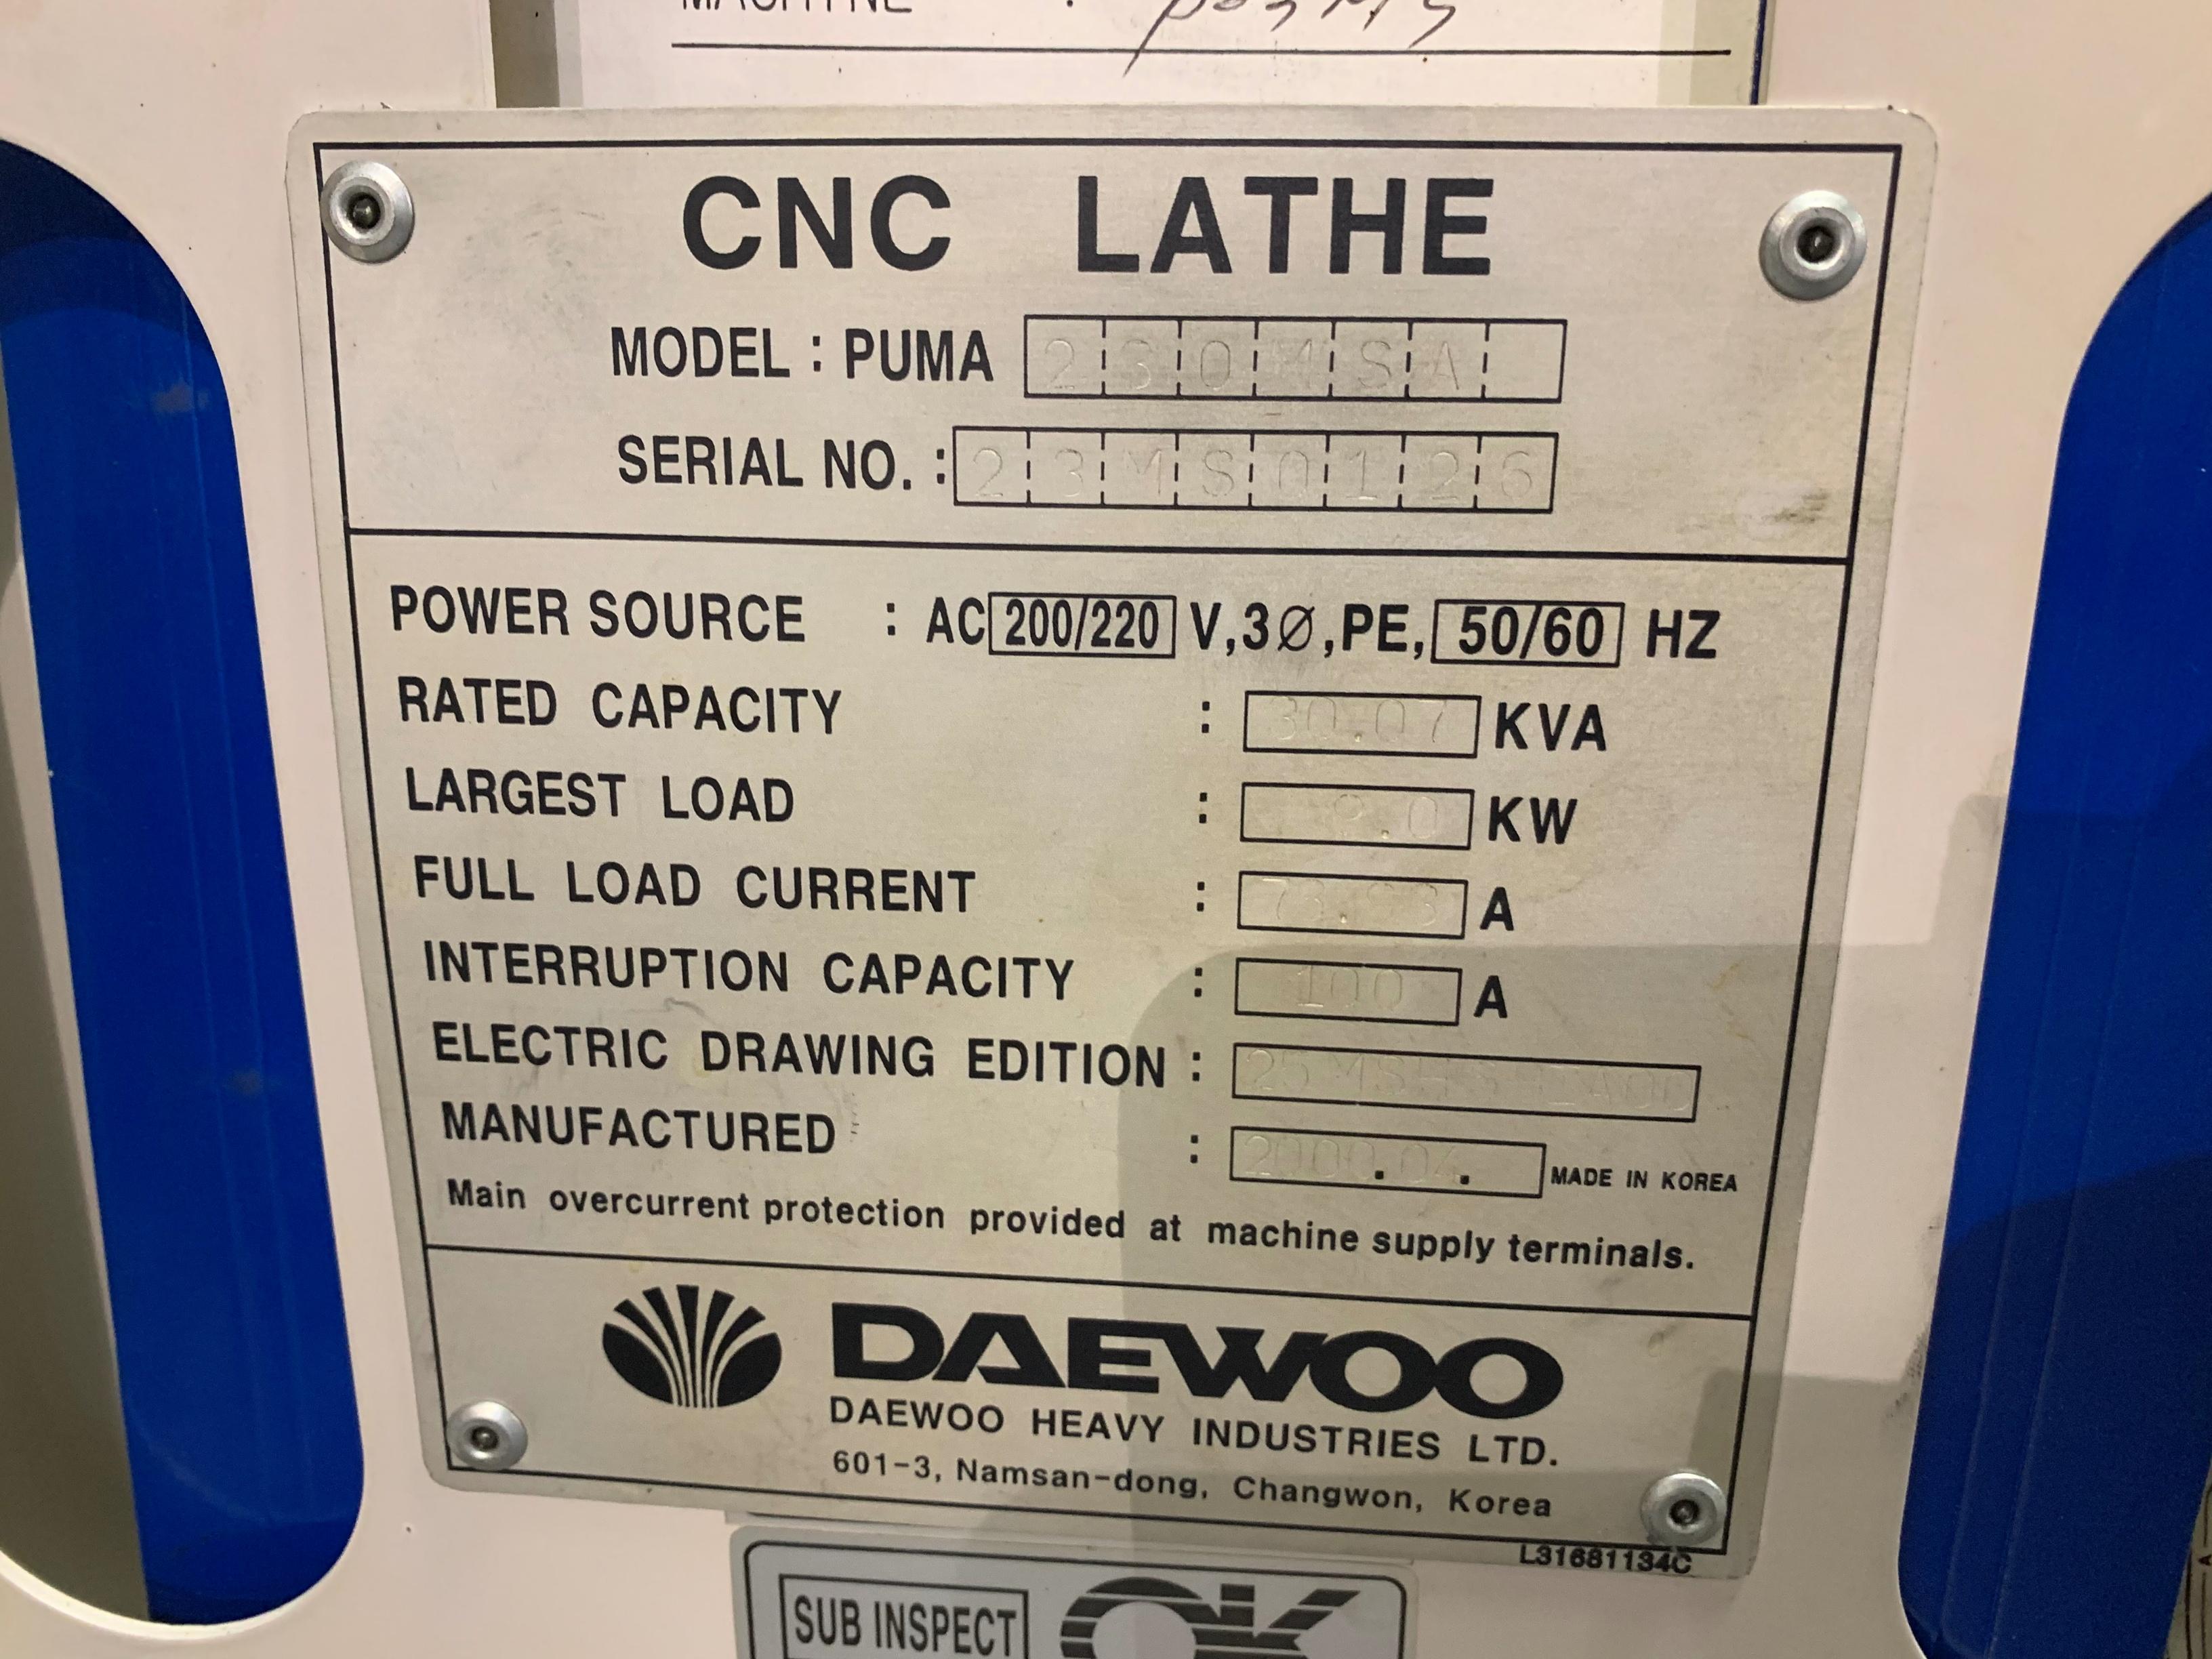 MACHINE :
CNC LATHE
MODEL : PUMA 230MSA
SERIAL NO. : 23MS0126
POWER SOURCE : AC 200/220 V,3Ø,PE, 50/60 HZ
RATED CAPACITY : 30.07 KVA
LARGEST LOAD : KW
FULL LOAD CURRENT : A
INTERRUPTION CAPACITY : 100 A
ELECTRIC DRAWING EDITION :
MANUFACTURED : 2000.04. MADE IN KOREA
Main overcurrent protection provided at machine supply terminals.
DAEWOO
DAEWOO HEAVY INDUSTRIES LTD.
601-3, Namsan-dong, Changwon, Korea
L31681134C
SUB INSPECT OK